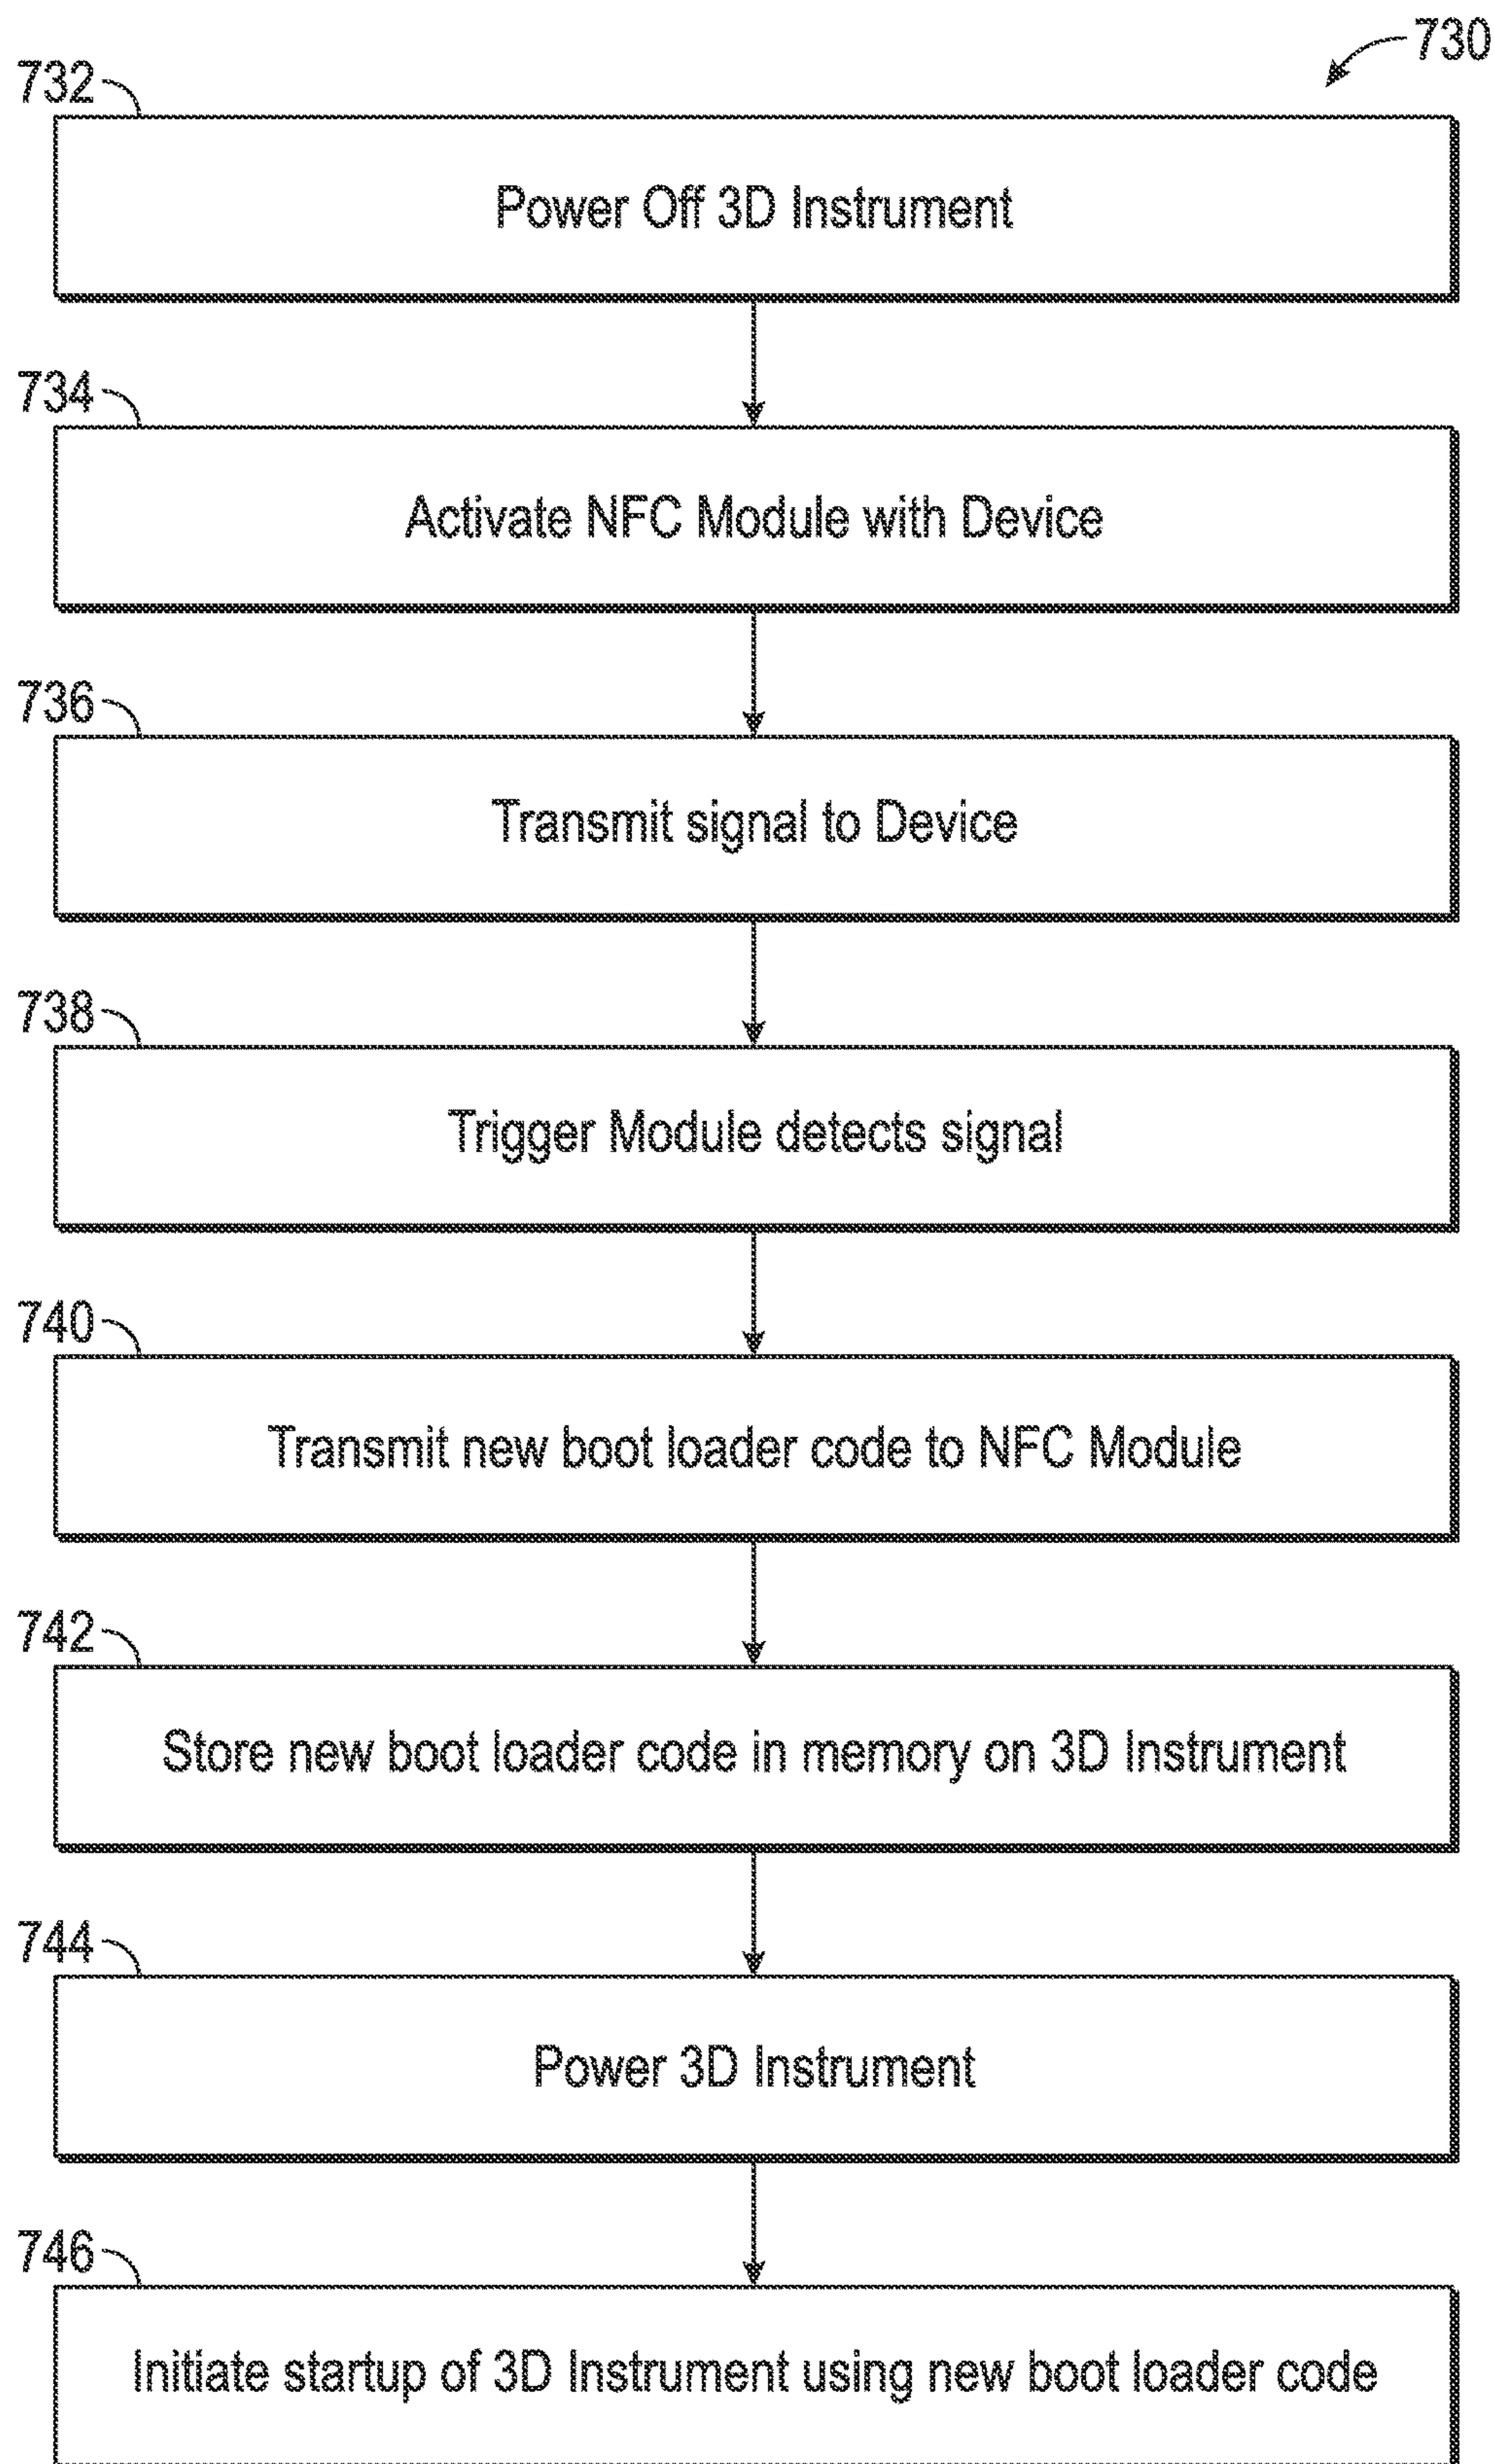 730
732
Power Off 3D Instrument
734
Activate NFC Module with Device
736
Transmit signal to Device
738
Trigger Module detects signal
740
Transmit new boot loader code to NFC Module
742
Store new boot loader code in memory on 3D Instrument
744
Power 3D Instrument
746
Initiate startup of 3D Instrument using new boot loader code